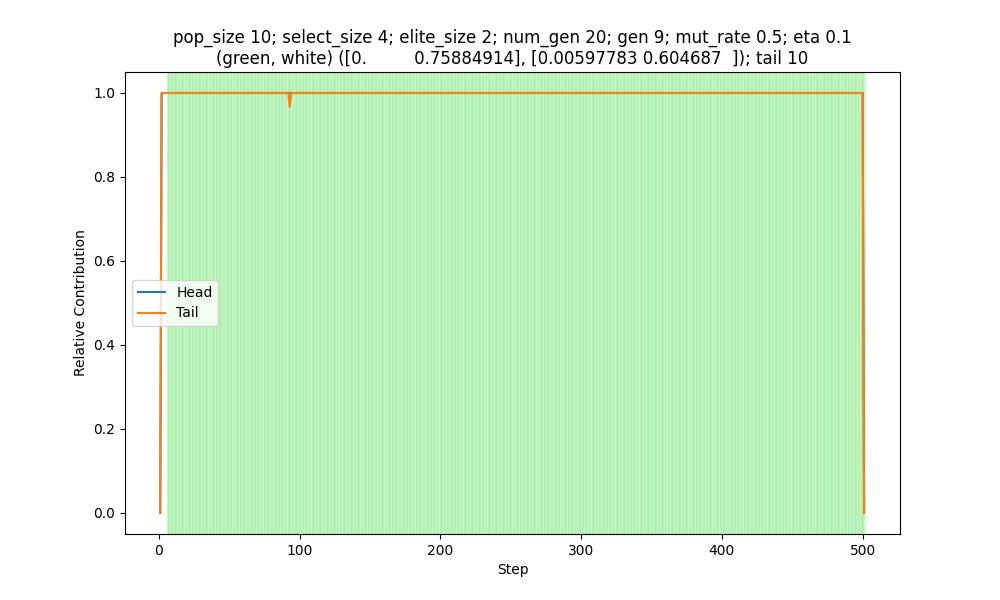 pop_size 10; select_size 4; elite_size 2; num_gen 20; gen 9; mut_rate 0.5; eta 0.1
(green, white) ([0.         0.75884914], [0.00597783 0.604687  ]); tail 10
1.0
0.8
0.6
0.4
0.2
0.0
Relative Contribution
Head
Tail
0 100 200 300 400 500
Step